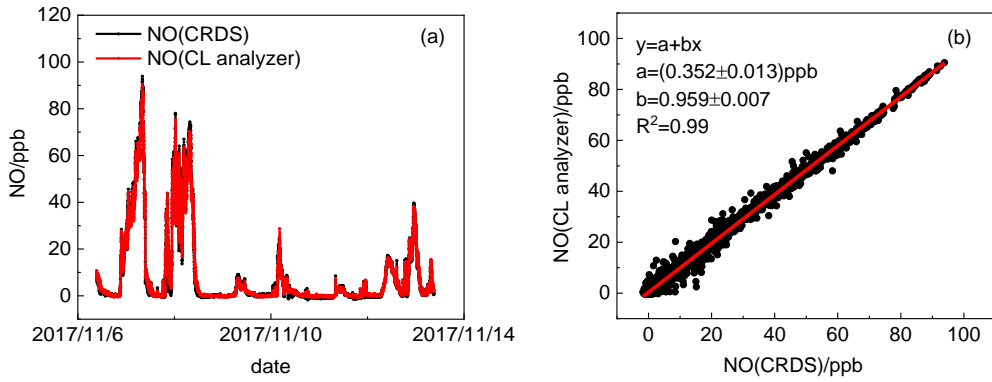 120
100
80
60
40
20
0
NO/ppb
NO(CRDS)
NO(CL analyzer)
(a)
2017/11/6
2017/11/10
2017/11/14
date
100
80
60
40
20
0
NO(CL analyzer)/ppb
y=a+bx
a=(0.352±0.013)ppb
b=0.959±0.007
R²=0.99
(b)
0
20
40
60
80
100
NO(CRDS)/ppb